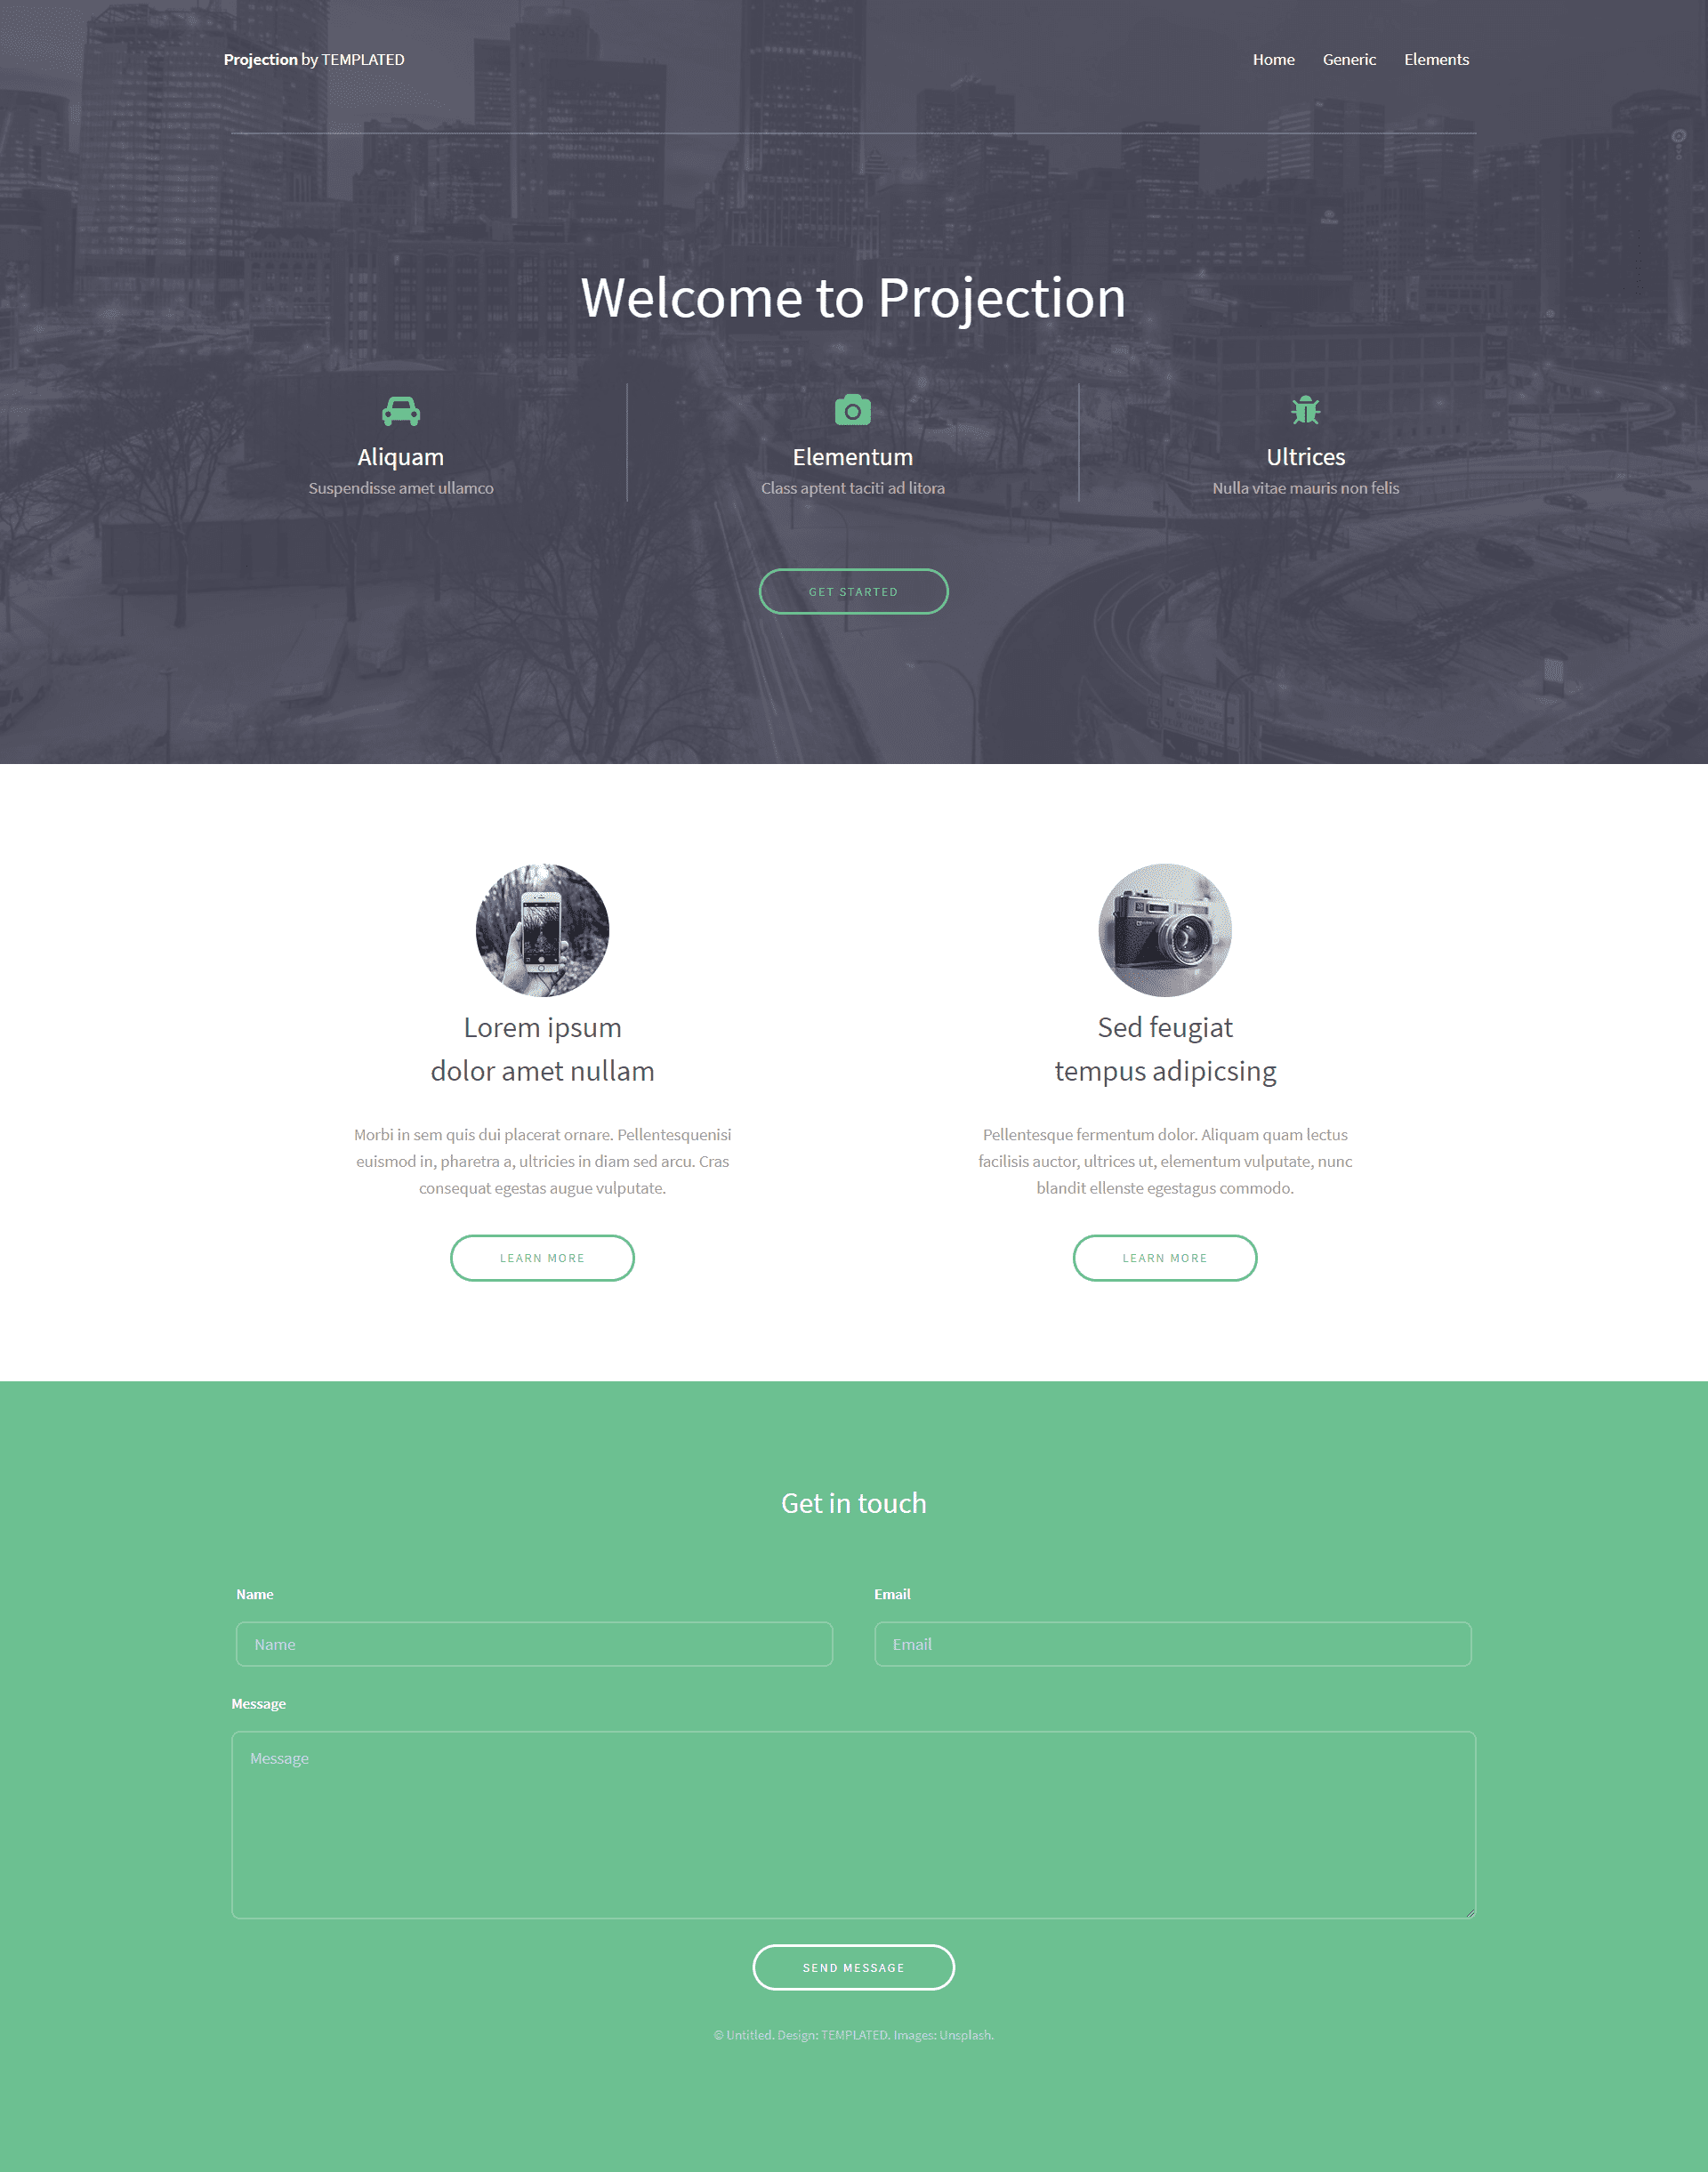 Projection by TEMPLATED
Home Generic Elements
Welcome to Projection
Aliquam
Suspendisse amet ullamco
Elementum
Class aptent taciti ad litora
Ultrices
Nulla vitae mauris non felis
GET STARTED
Lorem ipsum
dolor amet nullam
Morbi in sem quis dui placerat ornare. Pellentesquenisi
euismod in, pharetra a, ultricies in diam sed arcu. Cras
consequat egestas augue vulputate.
LEARN MORE
Sed feugiat
tempus adipicsing
Pellentesque fermentum dolor. Aliquam quam lectus
facilisis auctor, ultrices ut, elementum vulputate, nunc
blandit ellenste egestagus commodo.
LEARN MORE
Get in touch
Name
Name
Email
Email
Message
Message
SEND MESSAGE
© Untitled. Design: TEMPLATED. Images: Unsplash.